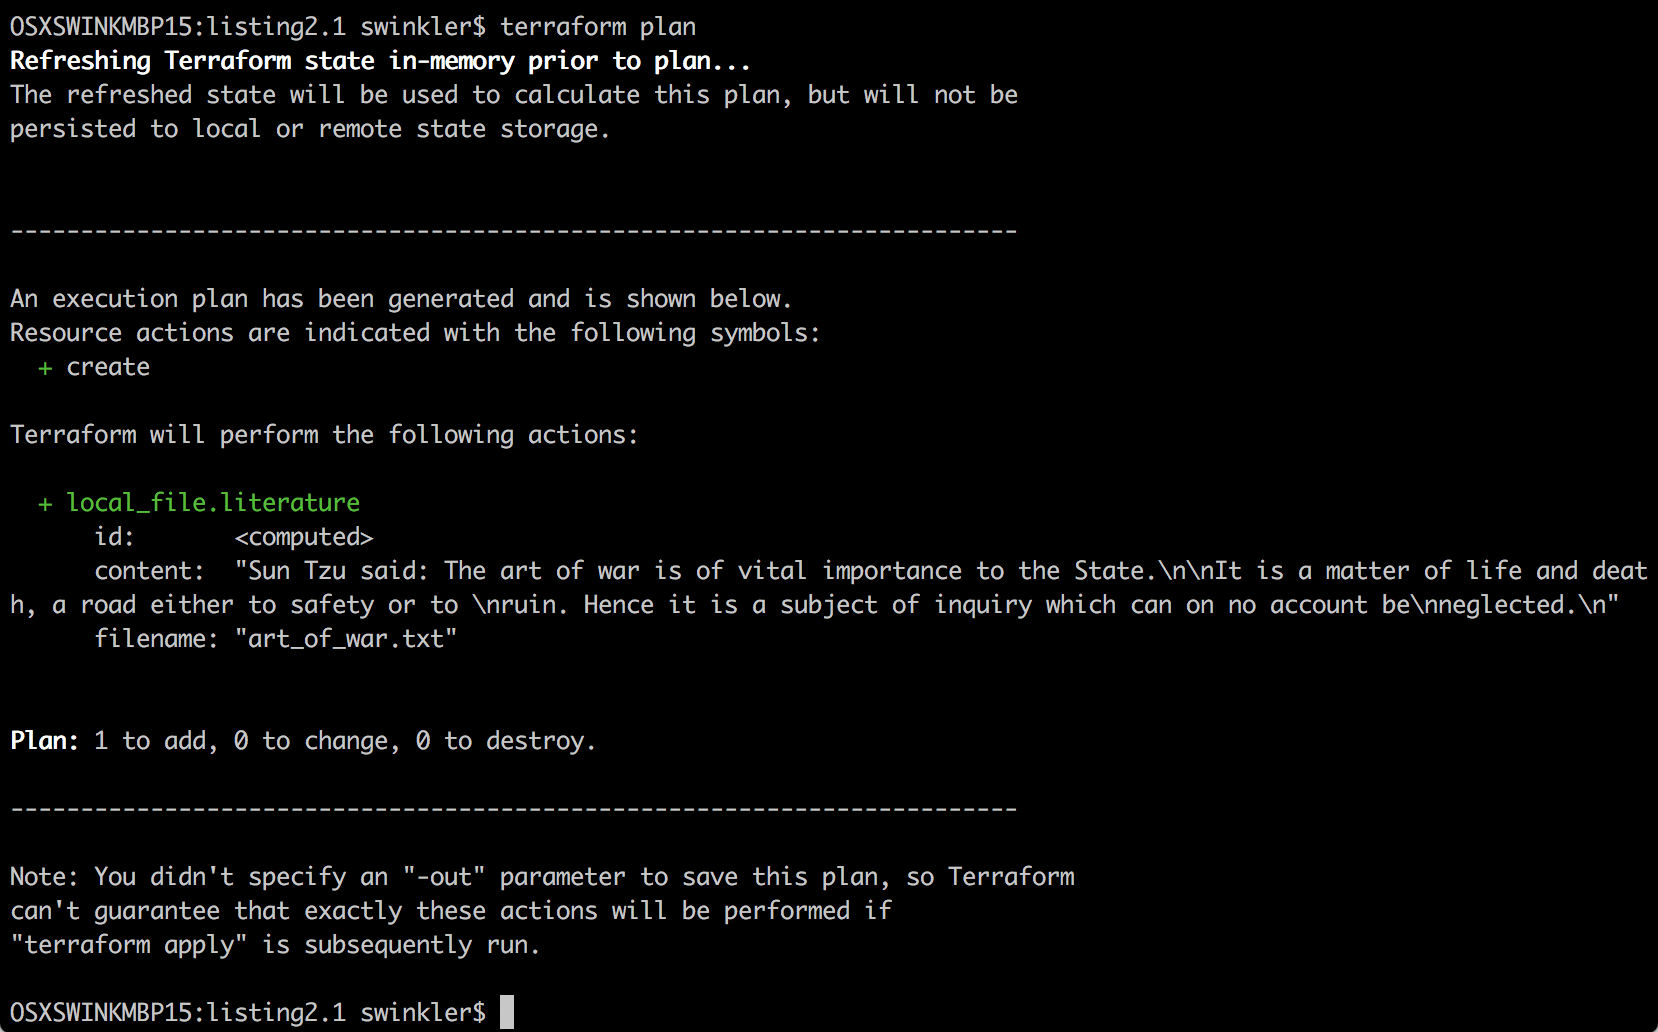 OSXSWINKMBP15:listing2.1 swinkler$ terraform plan
Refreshing Terraform state in-memory prior to plan...
The refreshed state will be used to calculate this plan, but will not be
persisted to local or remote state storage.
------------------------------------------------------------------------
An execution plan has been generated and is shown below.
Resource actions are indicated with the following symbols:
  + create
Terraform will perform the following actions:
  + local_file.literature
      id:       <computed>
      content:  "Sun Tzu said: The art of war is of vital importance to the State.\n\nIt is a matter of life and deat
h, a road either to safety or to \nruin. Hence it is a subject of inquiry which can on no account be\nneglected.\n"
      filename: "art_of_war.txt"
Plan: 1 to add, 0 to change, 0 to destroy.
------------------------------------------------------------------------
Note: You didn't specify an "-out" parameter to save this plan, so Terraform
can't guarantee that exactly these actions will be performed if
"terraform apply" is subsequently run.
OSXSWINKMBP15:listing2.1 swinkler$